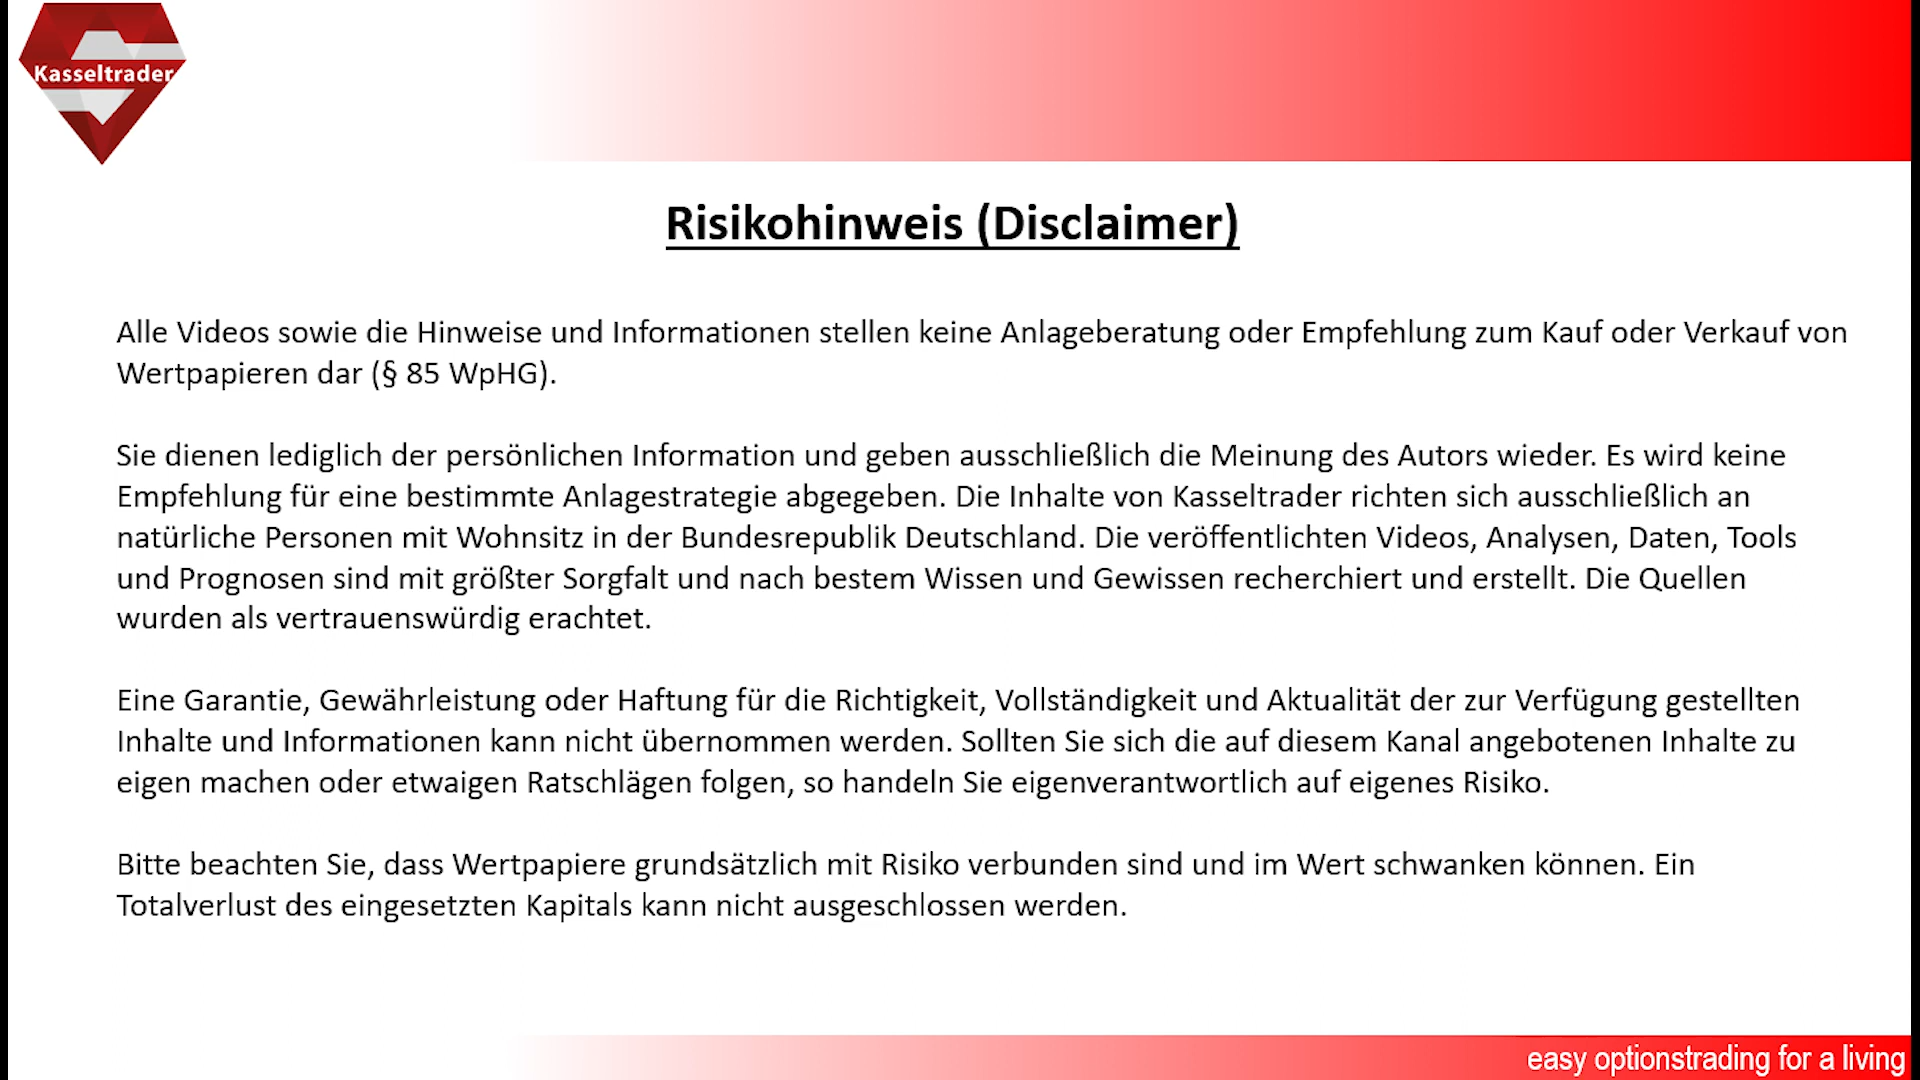 Kasseltrader
Risikohinweis (Disclaimer)
Alle Videos sowie die Hinweise und Informationen stellen keine Anlageberatung oder Empfehlung zum Kauf oder Verkauf von
Wertpapieren dar (§ 85 WpHG).
Sie dienen lediglich der persönlichen Information und geben ausschließlich die Meinung des Autors wieder. Es wird keine
Empfehlung für eine bestimmte Anlagestrategie abgegeben. Die Inhalte von Kasseltrader richten sich ausschließlich an
natürliche Personen mit Wohnsitz in der Bundesrepublik Deutschland. Die veröffentlichten Videos, Analysen, Daten, Tools
und Prognosen sind mit größter Sorgfalt und nach bestem Wissen und Gewissen recherchiert und erstellt. Die Quellen
wurden als vertrauenswürdig erachtet.
Eine Garantie, Gewährleistung oder Haftung für die Richtigkeit, Vollständigkeit und Aktualität der zur Verfügung gestellten
Inhalte und Informationen kann nicht übernommen werden. Sollten Sie sich die auf diesem Kanal angebotenen Inhalte zu
eigen machen oder etwaigen Ratschlägen folgen, so handeln Sie eigenverantwortlich auf eigenes Risiko.
Bitte beachten Sie, dass Wertpapiere grundsätzlich mit Risiko verbunden sind und im Wert schwanken können. Ein
Totalverlust des eingesetzten Kapitals kann nicht ausgeschlossen werden.
easy optionstrading for a living